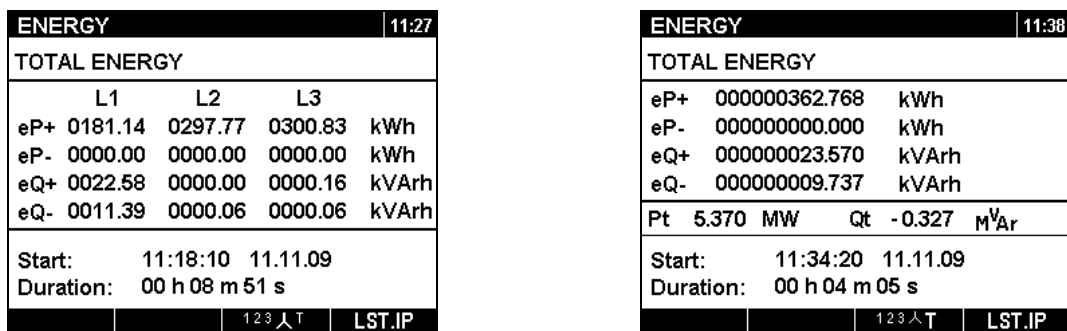 ENERGY 11:27
TOTAL ENERGY
L1 L2 L3
eP+ 0181.14 0297.77 0300.83 kWh
eP- 0000.00 0000.00 0000.00 kWh
eQ+ 0022.58 0000.00 0000.16 kVArh
eQ- 0011.39 0000.06 0000.06 kVArh
Start: 11:18:10 11.11.09
Duration: 00 h 08 m 51 s
123⅄T LST.IP
ENERGY 11:38
TOTAL ENERGY
eP+ 000000362.768 kWh
eP- 000000000.000 kWh
eQ+ 000000023.570 kVArh
eQ- 000000009.737 kVArh
Pt 5.370 MW Qt -0.327 MVAr
Start: 11:34:20 11.11.09
Duration: 00 h 04 m 05 s
123⅄T LST.IP